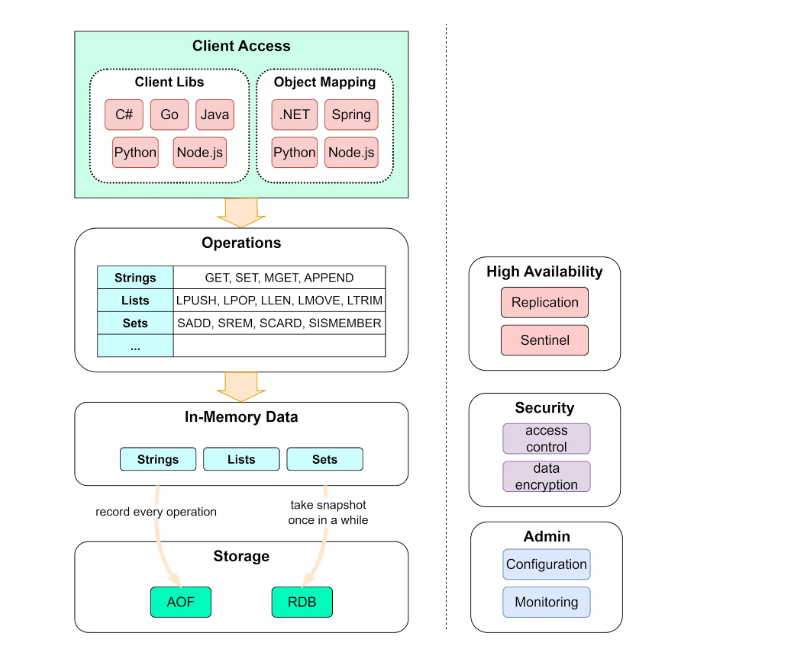 Client Access
Client Libs
C#
Go
Java
Python
Node.js
Object Mapping
.NET
Spring
Python
Node.js
Operations
Strings
GET, SET, MGET, APPEND
Lists
LPUSH, LPOP, LLEN, LMOVE, LTRIM
Sets
SADD, SREM, SCARD, SISMEMBER
...
In-Memory Data
Strings
Lists
Sets
record every operation
take snapshot
once in a while
Storage
AOF
RDB
High Availability
Replication
Sentinel
Security
access
control
data
encryption
Admin
Configuration
Monitoring